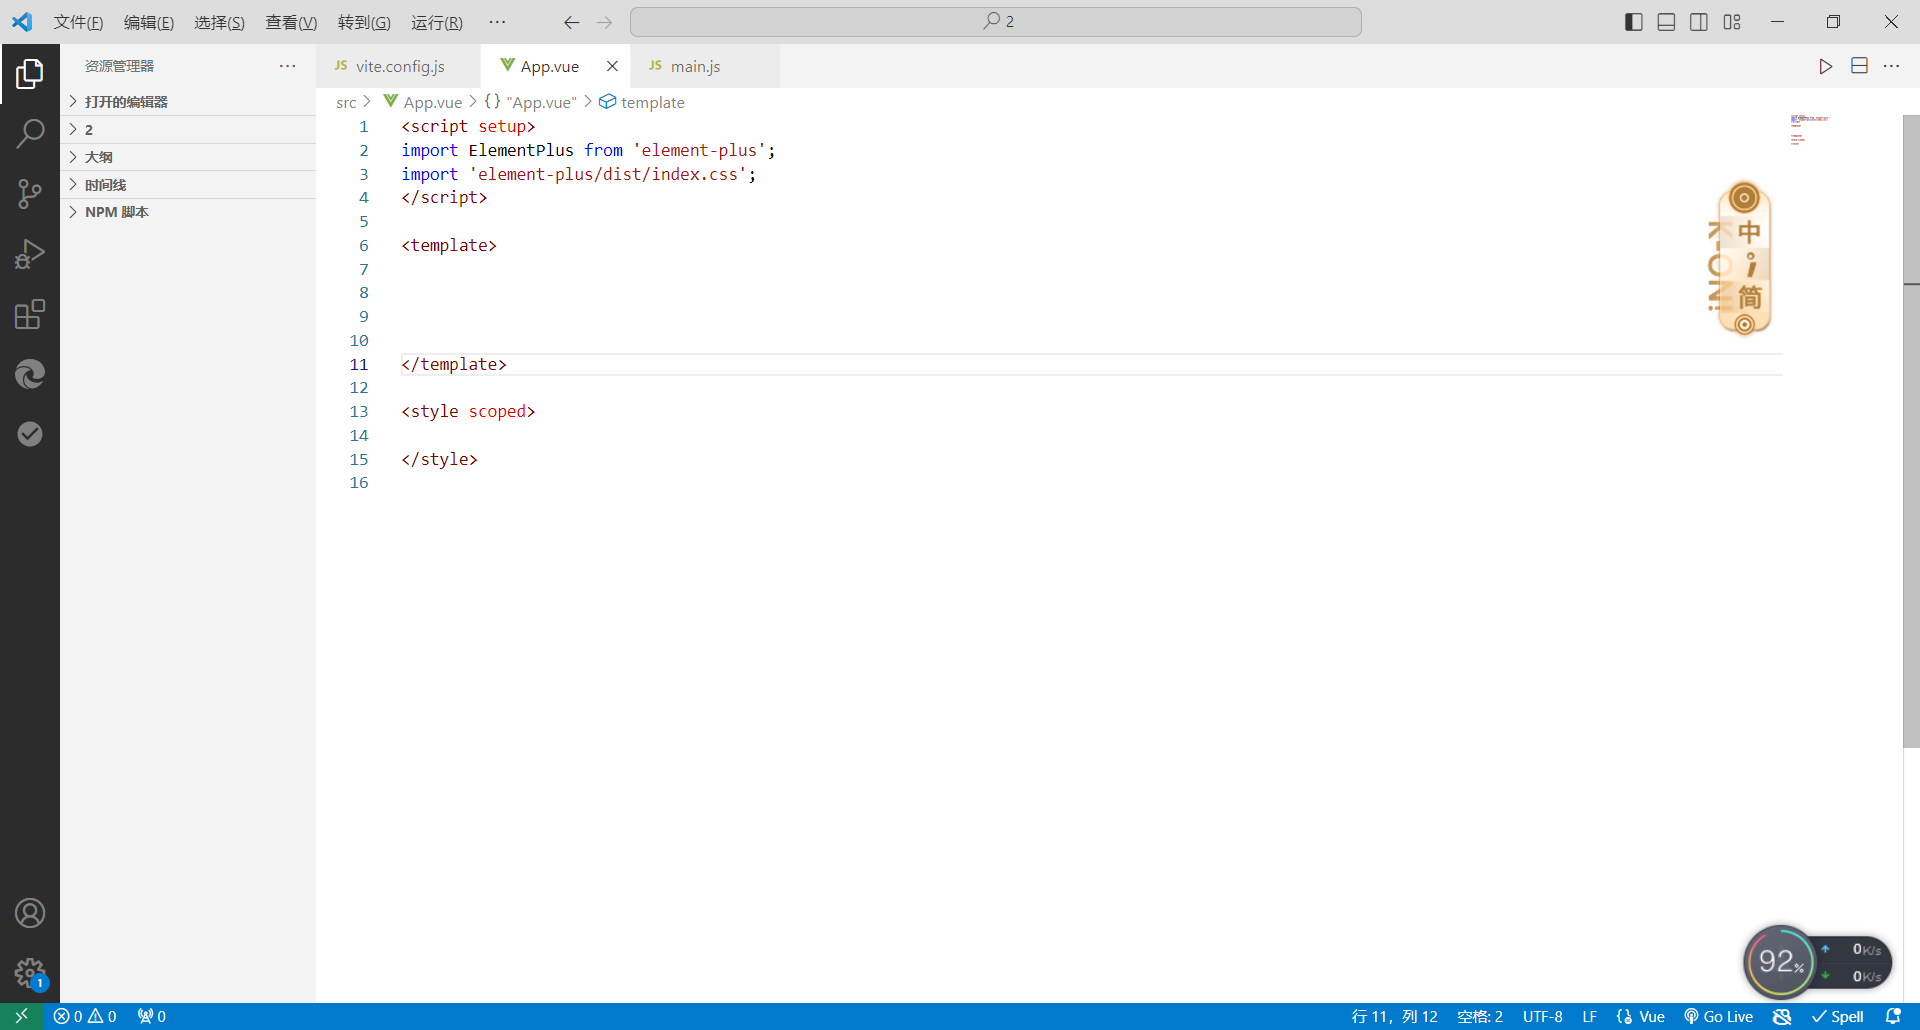 文件(F) 编辑(E) 选择(S) 查看(V) 转到(G) 运行(R) ··· 2
资源管理器 ···
打开的编辑器
2
大纲
时间线
NPM 脚本
JS vite.config.js App.vue JS main.js
src > App.vue > {} "App.vue" > template
1 <script setup>
2 import ElementPlus from 'element-plus';
3 import 'element-plus/dist/index.css';
4 </script>
5
6 <template>
7
8
9
10
11 </template>
12
13 <style scoped>
14
15 </style>
16
K-ON!
中
i
简
92%
0K/s
0K/s
1
0 0 0 行 11，列 12 空格: 2 UTF-8 LF Vue Go Live Spell